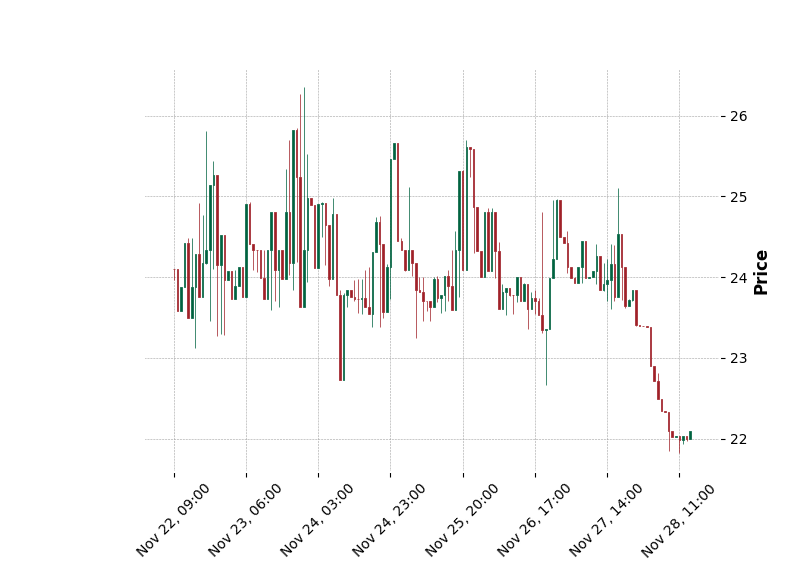 26
25
24
23
22
Price
Nov 22, 09:00
Nov 23, 06:00
Nov 24, 03:00
Nov 24, 23:00
Nov 25, 20:00
Nov 26, 17:00
Nov 27, 14:00
Nov 28, 11:00